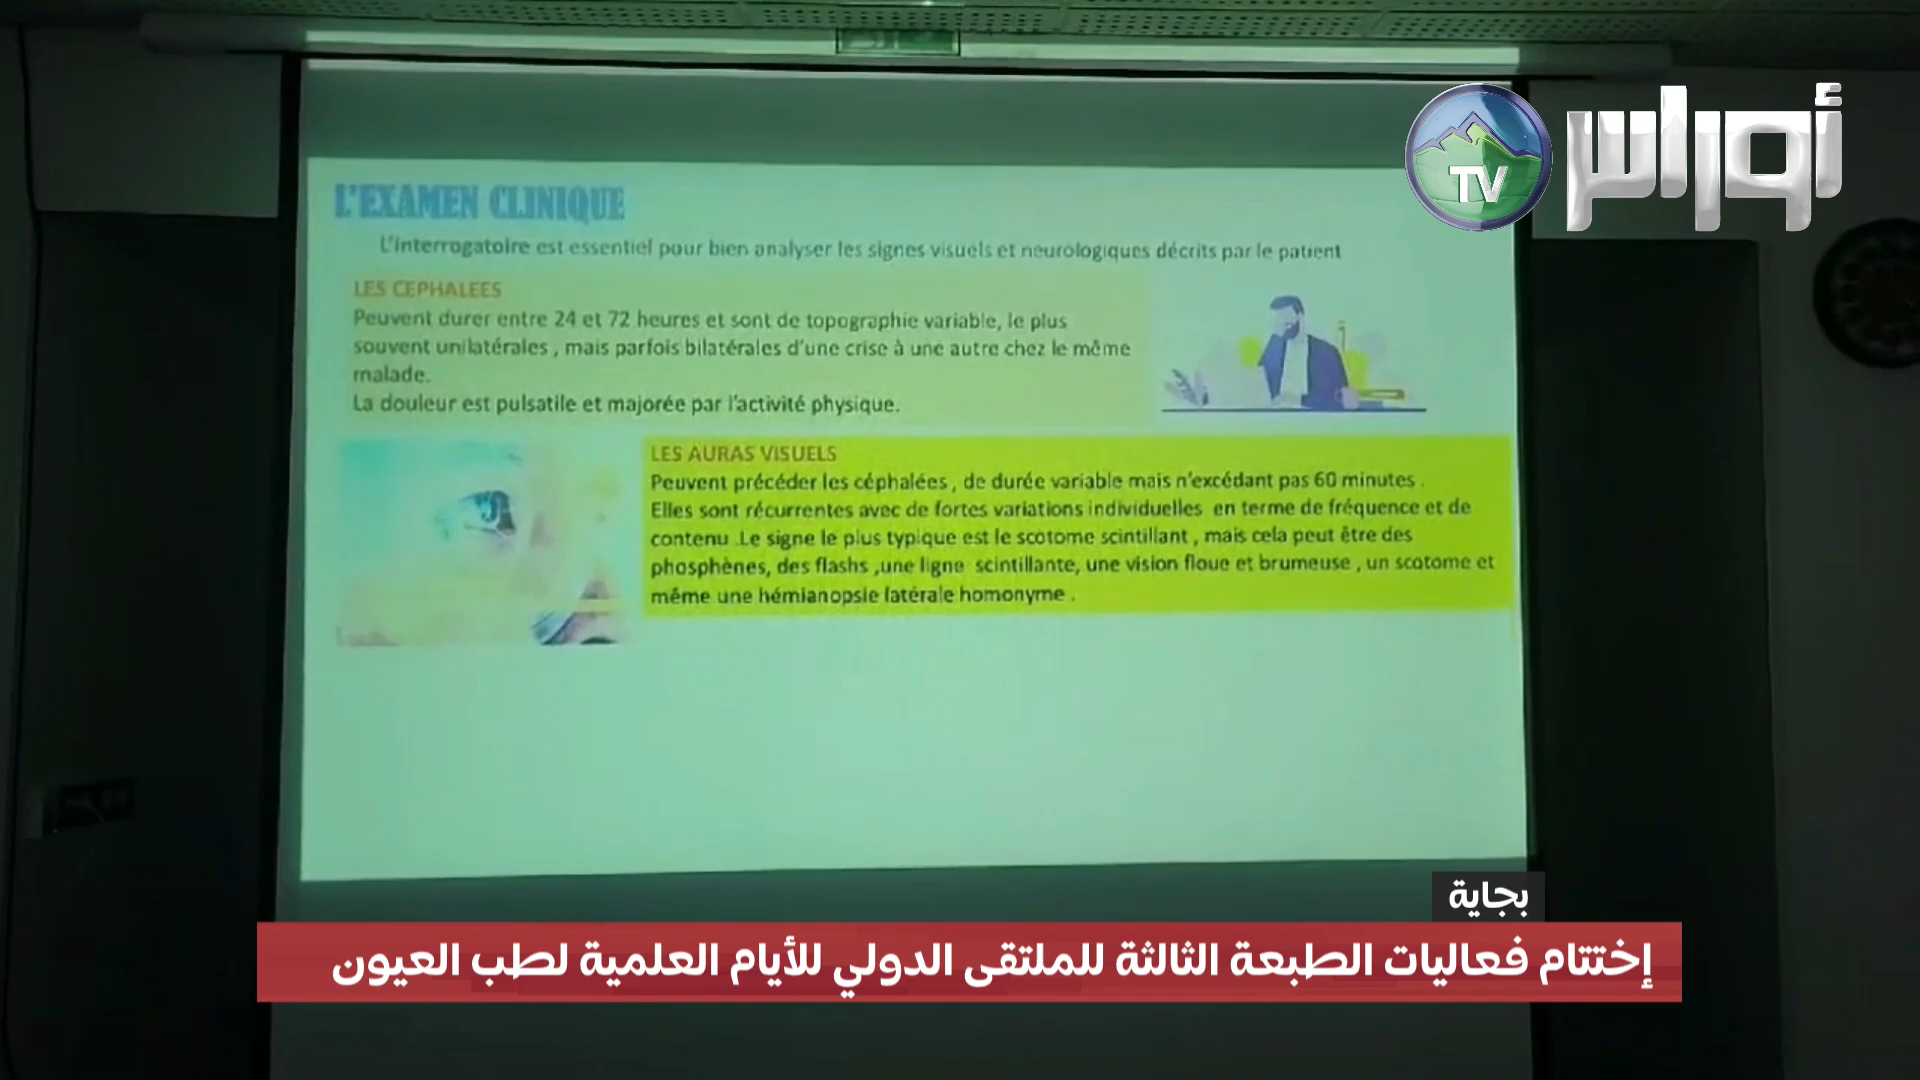 أوراس
TV
L'EXAMEN CLINIQUE
L'interrogatoire est essentiel pour bien analyser les signes visuels et neurologiques décrits par le patient
LES CEPHALEES
Peuvent durer entre 24 et 72 heures et sont de topographie variable, le plus
souvent unilatérales , mais parfois bilatérales d'une crise à une autre chez le même
malade.
La douleur est pulsatile et majorée par l'activité physique.
LES AURAS VISUELS
Peuvent précéder les céphalées , de durée variable mais n'excédant pas 60 minutes .
Elles sont récurrentes avec de fortes variations individuelles en terme de fréquence et de
contenu .Le signe le plus typique est le scotome scintillant , mais cela peut être des
phosphènes, des flashs ,une ligne scintillante, une vision floue et brumeuse , un scotome et
même une hémianopsie latérale homonyme .
بجاية
إختتام فعاليات الطبعة الثالثة للملتقى الدولي للأيام العلمية لطب العيون